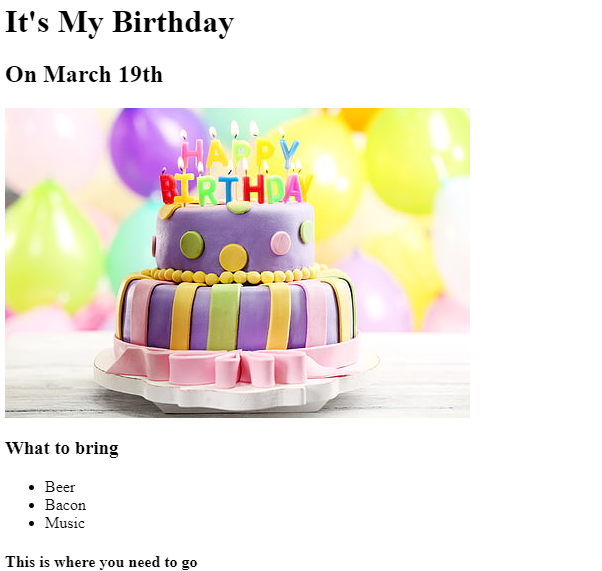 It's My Birthday
On March 19th
HAPPY
BIRTHDAY
What to bring
Beer
Bacon
Music
This is where you need to go